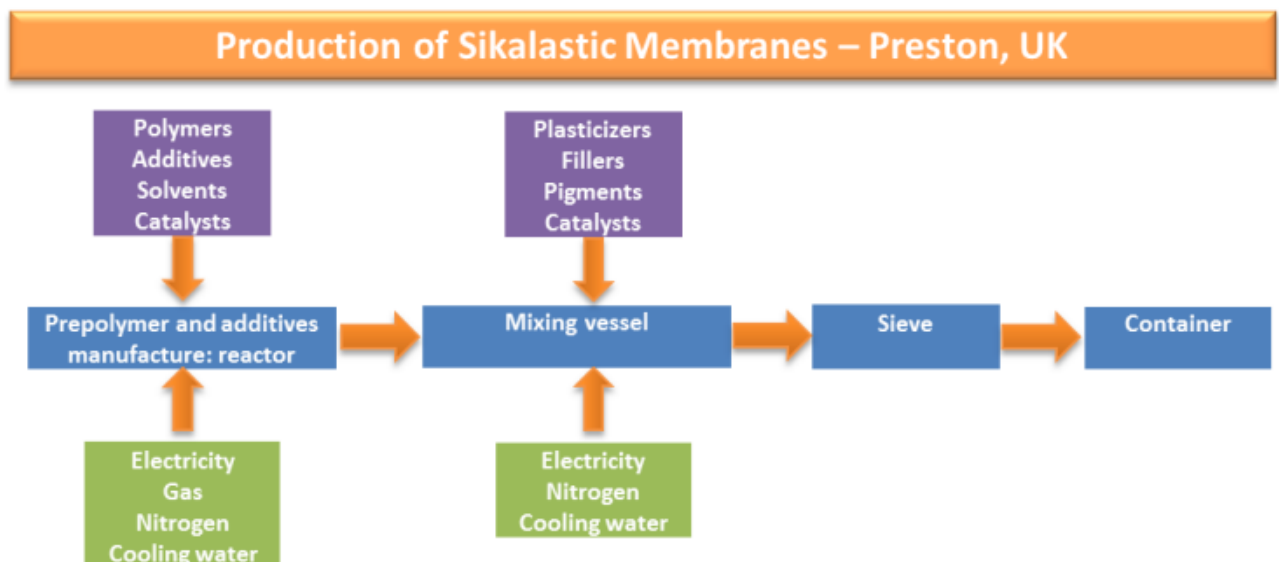 Production of Sikalastic Membranes – Preston, UK
Polymers
Additives
Solvents
Catalysts
Plasticizers
Fillers
Pigments
Catalysts
Prepolymer and additives
manufacture: reactor
Mixing vessel
Sieve
Container
Electricity
Gas
Nitrogen
Cooling water
Electricity
Nitrogen
Cooling water